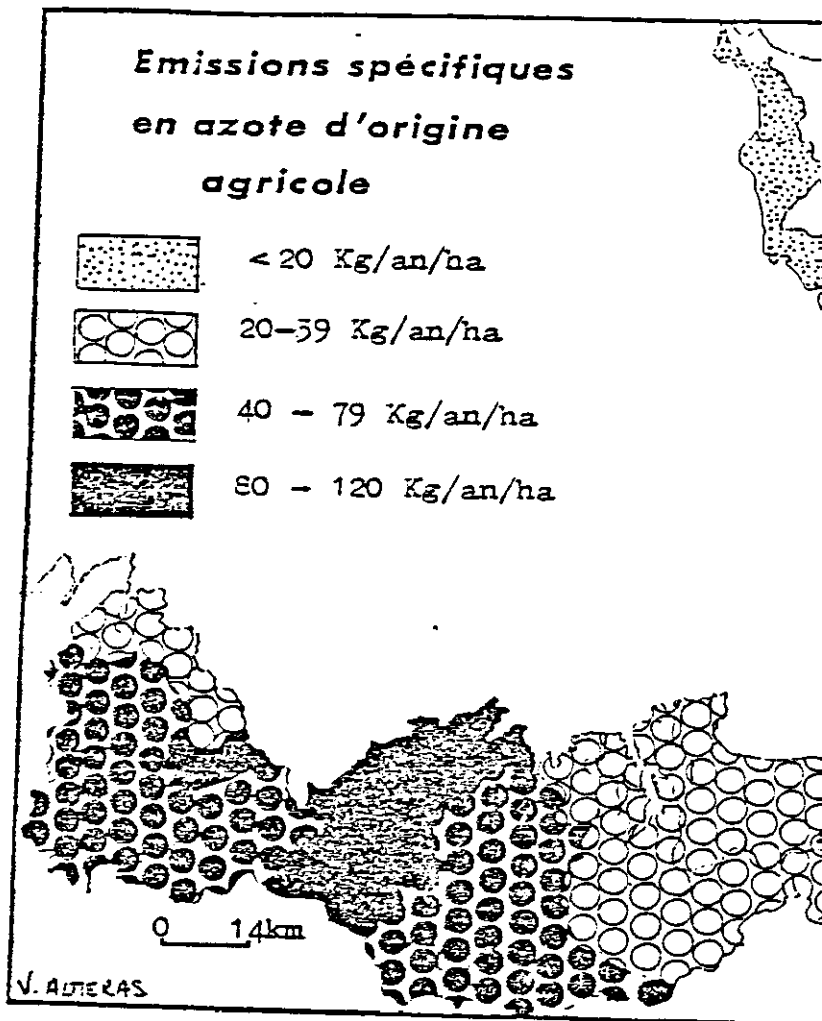 Emissions spécifiques
en azote d'origine
agricole
< 20 Kg/an/ha
20-39 Kg/an/ha
40 - 79 Kg/an/ha
80 - 120 Kg/an/ha
0 14km
V. ALTIERAS